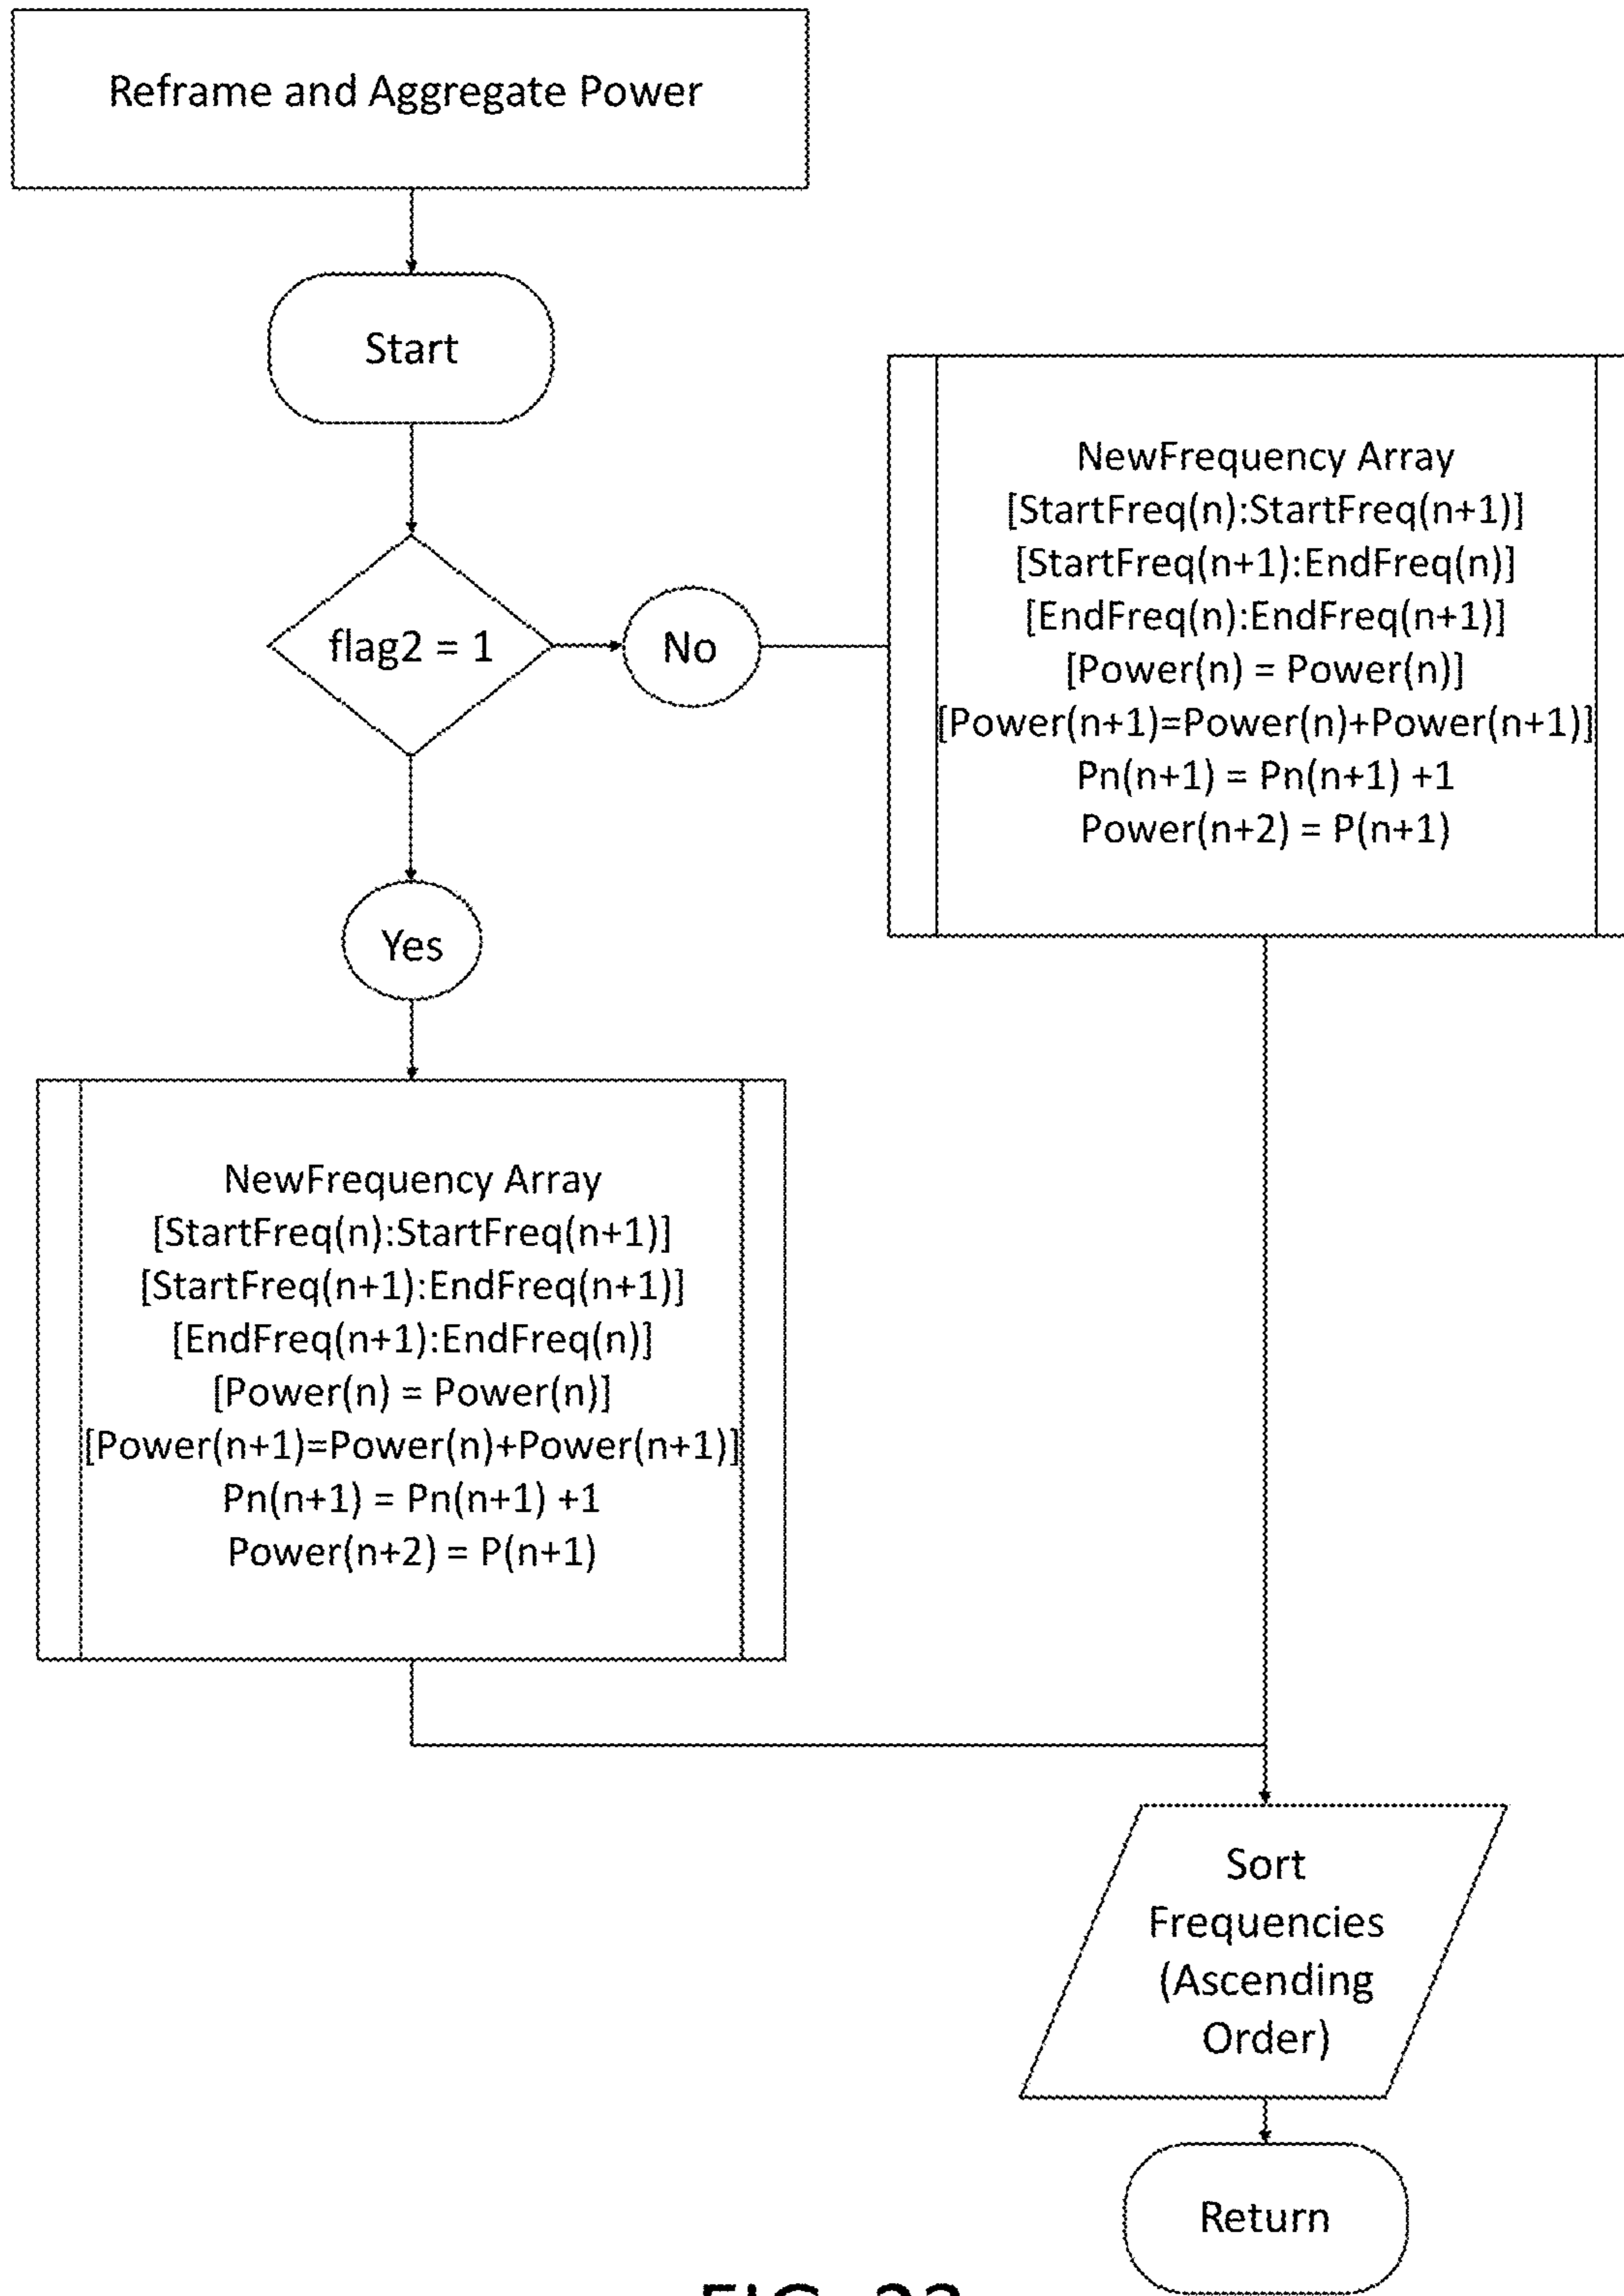 Reframe and Aggregate Power
Start
flag2 = 1
No
NewFrequency Array
[StartFreq(n):StartFreq(n+1)]
[StartFreq(n+1):EndFreq(n)]
[EndFreq(n):EndFreq(n+1)]
[Power(n) = Power(n)]
[Power(n+1)=Power(n)+Power(n+1)]
Pn(n+1) = Pn(n+1) +1
Power(n+2) = P(n+1)
Yes
NewFrequency Array
[StartFreq(n):StartFreq(n+1)]
[StartFreq(n+1):EndFreq(n+1)]
[EndFreq(n+1):EndFreq(n)]
[Power(n) = Power(n)]
[Power(n+1)=Power(n)+Power(n+1)]
Pn(n+1) = Pn(n+1) +1
Power(n+2) = P(n+1)
Sort
Frequencies
(Ascending
Order)
Return